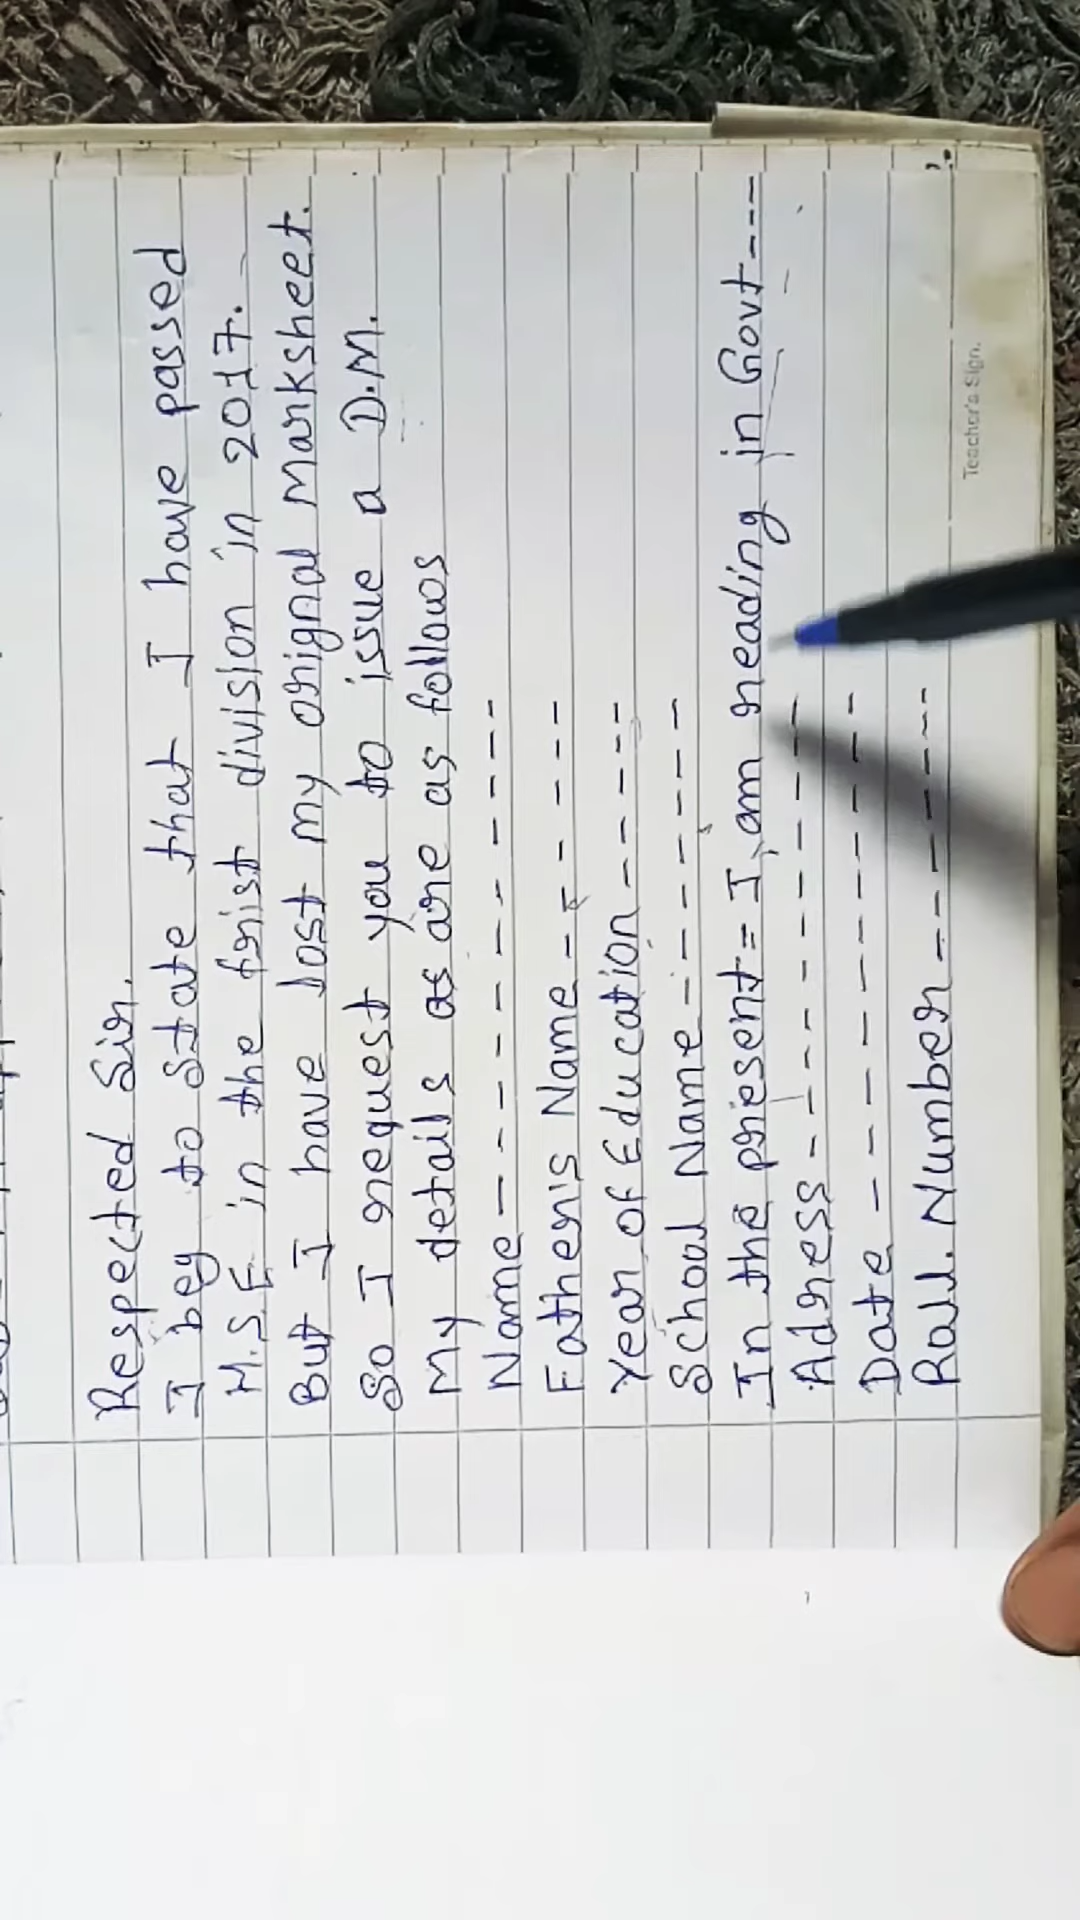 Respected Sir.
I beg to State that I have passed
H.S.E in the frist division in 2017.
But I have lost my orignal marksheet.
So I request you to issue a D.M.
My details as are as follows
Name ----------
Father's Name -------
Year of Education ------
School Name -------
In the present = I am reading in Govt ---
Adress ----------
Date ---------
Roll. Number -------
Teacher's Sign.